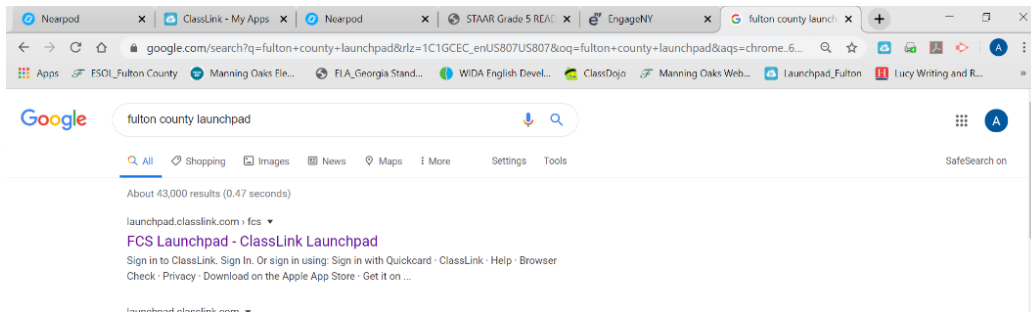 Nearpod ClassLink - My Apps Nearpod STAAR Grade 5 READ EngageNY fulton county launch
google.com/search?q=fulton+county+launchpad&rlz=1C1GCEC_enUS807US807&oq=fulton+county+launchpad&aqs=chrome..6... A
Apps ESOL_Fulton County Manning Oaks Ele... ELA_Georgia Stand... WIDA English Devel... ClassDojo Manning Oaks Web... Launchpad_Fulton Lucy Writing and R... »
Google fulton county launchpad A
All Shopping Images News Maps More Settings Tools SafeSearch on
About 43,000 results (0.47 seconds)
launchpad.classlink.com › fcs
FCS Launchpad - ClassLink Launchpad
Sign in to ClassLink. Sign In. Or sign in using: Sign in with Quickcard · ClassLink · Help · Browser
Check · Privacy · Download on the Apple App Store · Get it on ...
launchpad.classlink.com